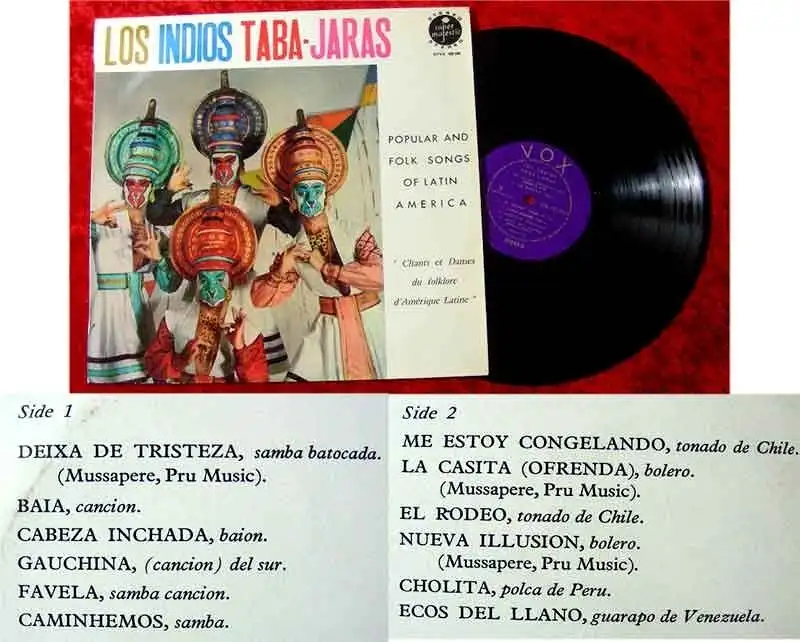 LOS INDIOS TABA-JARAS
super
majestic
POPULAR AND
FOLK SONGS
OF LATIN
AMERICA
" Chants et Danses
du folklore
d'Amérique Latine "
VOX
Side 1
DEIXA DE TRISTEZA, samba batocada.
(Mussapere, Pru Music).
BAIA, cancion.
CABEZA INCHADA, baion.
GAUCHINA, (cancion) del sur.
FAVELA, samba cancion.
CAMINHEMOS, samba.
Side 2
ME ESTOY CONGELANDO, tonado de Chile.
LA CASITA (OFRENDA), bolero.
(Mussapere, Pru Music).
EL RODEO, tonado de Chile.
NUEVA ILLUSION, bolero.
(Mussapere, Pru Music).
CHOLITA, polca de Peru.
ECOS DEL LLANO, guarapo de Venezuela.